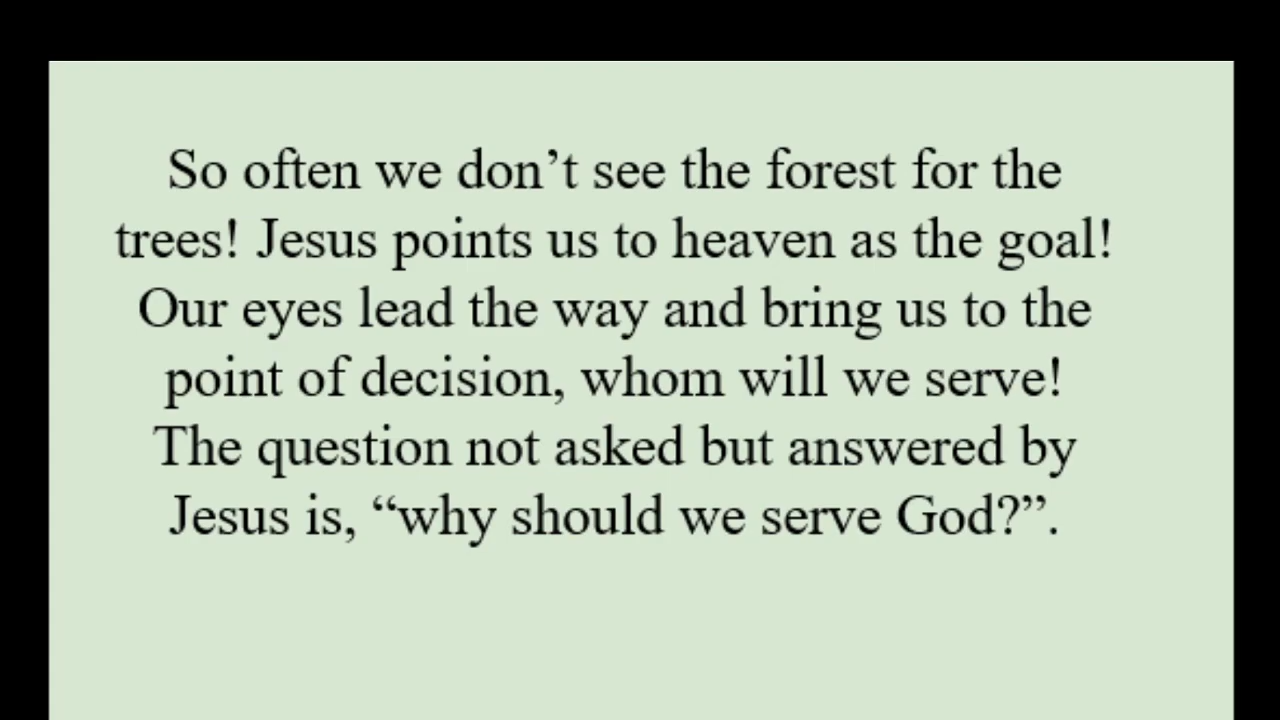 So often we don’t see the forest for the
trees! Jesus points us to heaven as the goal!
Our eyes lead the way and bring us to the
point of decision, whom will we serve!
The question not asked but answered by
Jesus is, “why should we serve God?”.